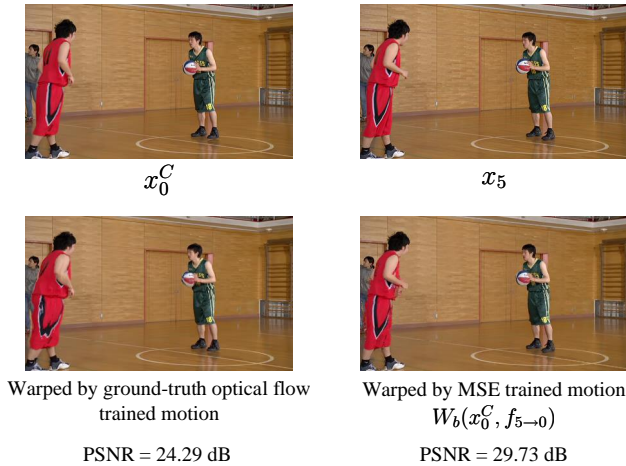 $x_0^C$
$x_5$
Warped by ground-truth optical flow
trained motion
PSNR = 24.29 dB
Warped by MSE trained motion
$W_b(x_0^C, f_{5 \to 0})$
PSNR = 29.73 dB